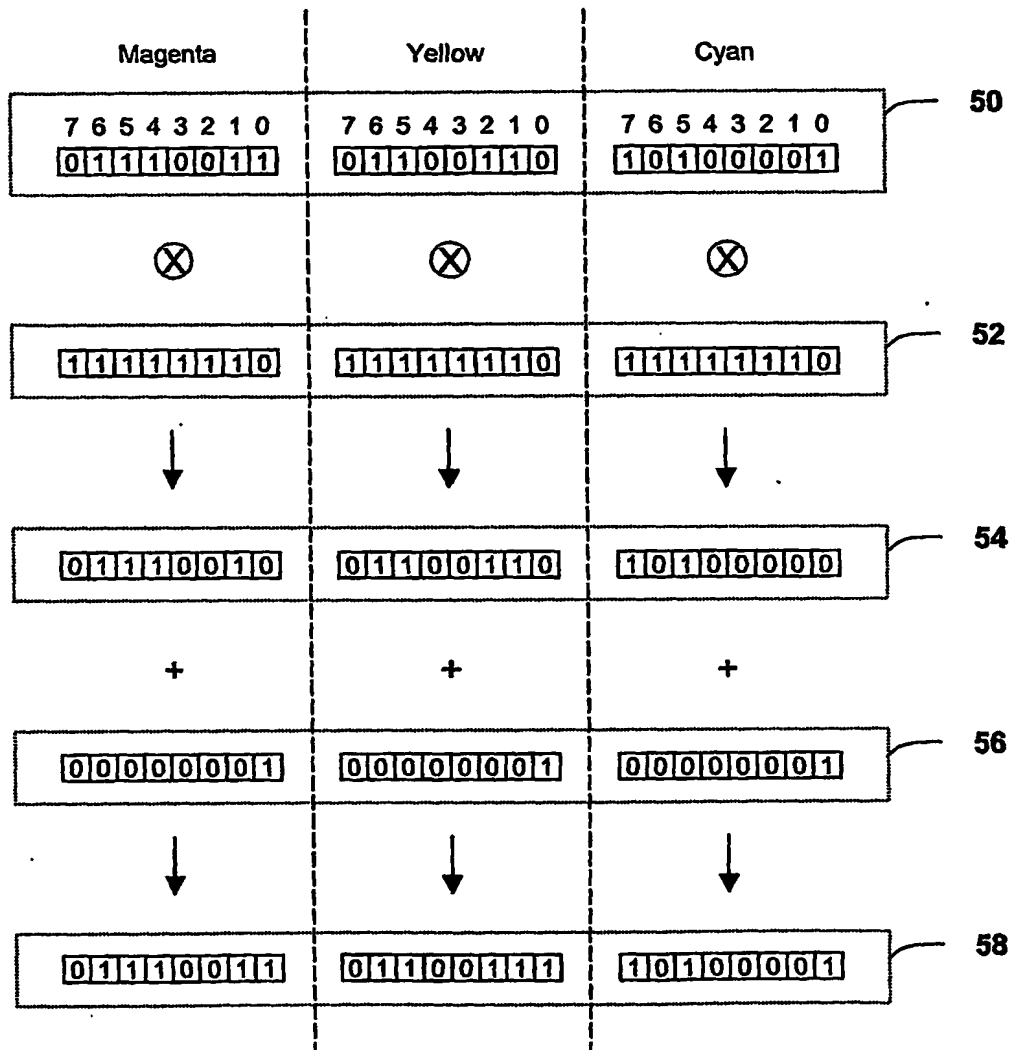 Magenta Yellow Cyan
50
7 6 5 4 3 2 1 0 7 6 5 4 3 2 1 0 7 6 5 4 3 2 1 0
0 1 1 1 0 0 1 1 0 1 1 0 0 1 1 0 1 0 1 0 0 0 0 1
X X X
52
1 1 1 1 1 1 1 0 1 1 1 1 1 1 1 0 1 1 1 1 1 1 1 0
54
0 1 1 1 0 0 1 0 0 1 1 0 0 1 1 0 1 0 1 0 0 0 0 0
+ + +
56
0 0 0 0 0 0 0 1 0 0 0 0 0 0 0 1 0 0 0 0 0 0 0 1
58
0 1 1 1 0 0 1 1 0 1 1 0 0 1 1 1 1 0 1 0 0 0 0 1